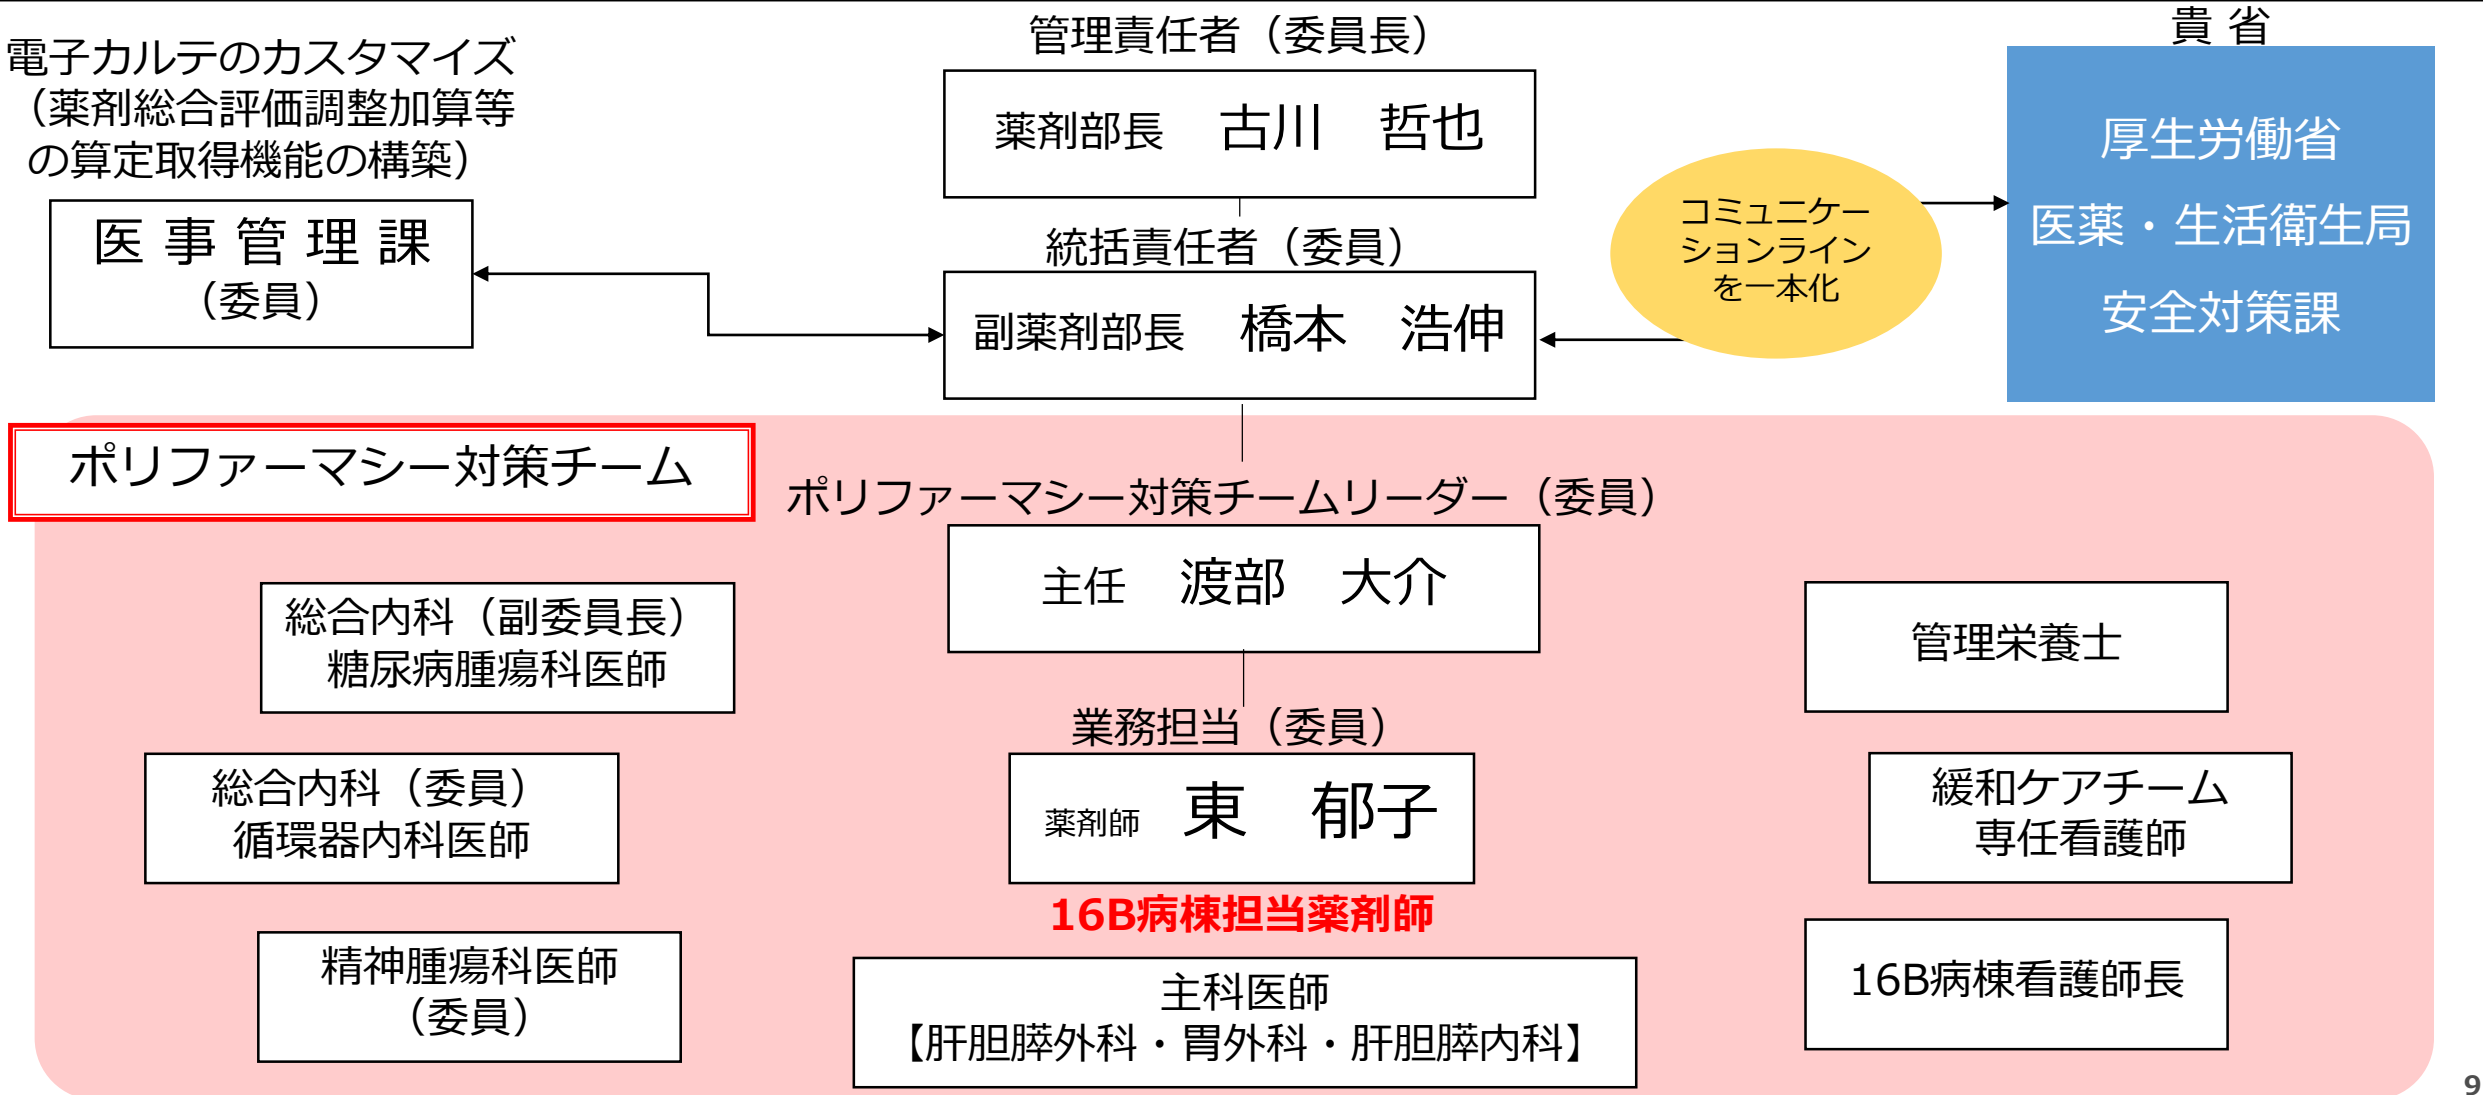 貴 省
管理責任者（委員長）
電子カルテのカスタマイズ
（薬剤総合評価調整加算等
の算定取得機能の構築）
薬剤部長　古川　哲也
厚生労働省
医薬・生活衛生局
安全対策課
コミュニケー
ションライン
を一本化
医 事 管 理 課
（委員）
統括責任者（委員）
副薬剤部長　橋本　浩伸
ポリファーマシー対策チーム
ポリファーマシー対策チームリーダー（委員）
主任　渡部　大介
総合内科（副委員長）
糖尿病腫瘍科医師
管理栄養士
業務担当（委員）
総合内科（委員）
循環器内科医師
薬剤師　東　郁子
緩和ケアチーム
専任看護師
16B病棟担当薬剤師
精神腫瘍科医師
（委員）
主科医師
【肝胆膵外科・胃外科・肝胆膵内科】
16B病棟看護師長
9